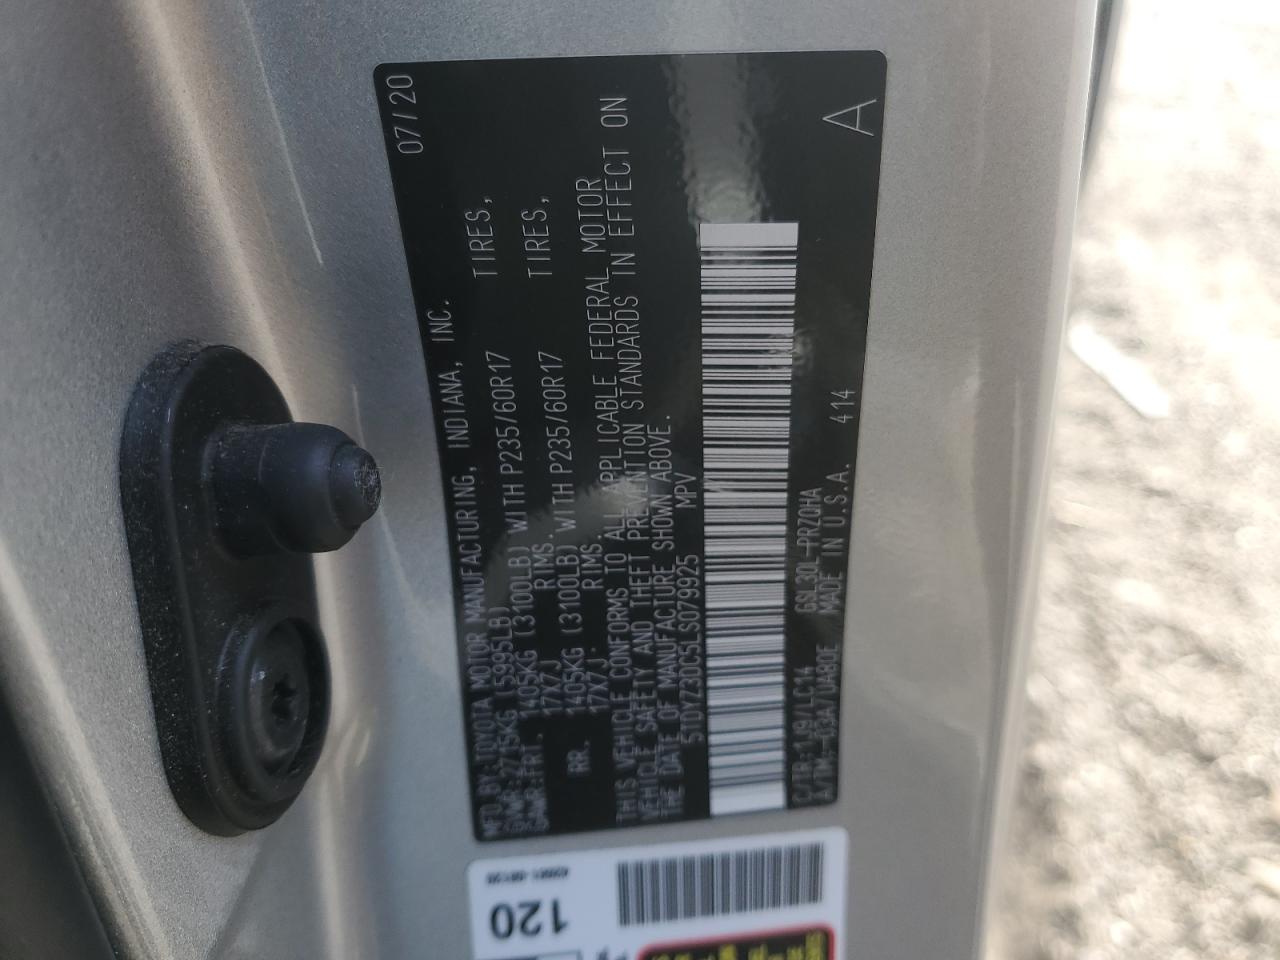 MFD BY:TOYOTA MOTOR MANUFACTURING, INDIANA, INC. 07/20
GVWR:2715KG (5995LB)
GAWR:FRT. 1405KG (3100LB) WITH P235/60R17 TIRES,
17X7J RIMS.
RR. 1405KG (3100LB) WITH P235/60R17 TIRES,
17X7J. RIMS.
THIS VEHICLE CONFORMS TO ALL APPLICABLE FEDERAL MOTOR
VEHICLE SAFETY AND THEFT PREVENTION STANDARDS IN EFFECT ON
THE DATE OF MANUFACTURE SHOWN ABOVE.
5TDYZ3DC5LS079925 MPV
C/TR:1J9/LC14 GSL30L-PRZQHA
A/TM:-03A/UA80E MADE IN U.S.A. 414
A
120